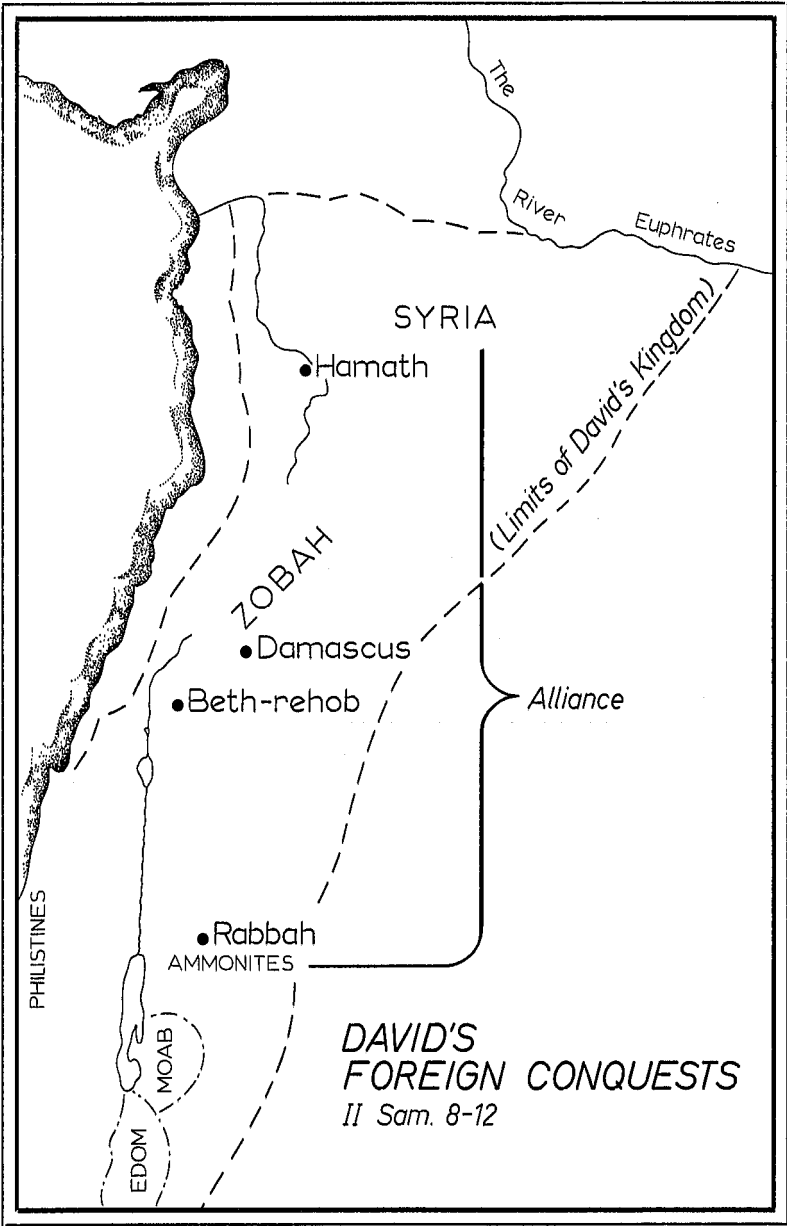 The
River
Euphrates
SYRIA
Hamath
(Limits of David's Kingdom)
ZOBAH
Damascus
Beth-rehob
Alliance
PHILISTINES
Rabbah
AMMONITES
MOAB
EDOM
DAVID'S
FOREIGN CONQUESTS
II Sam. 8-12